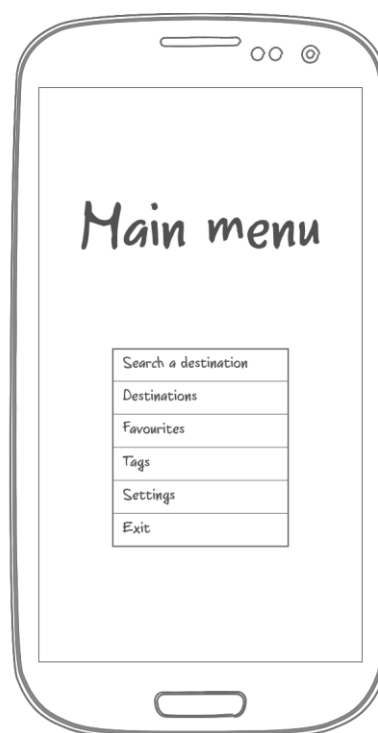 Main menu
Search a destination
Destinations
Favourites
Tags
Settings
Exit